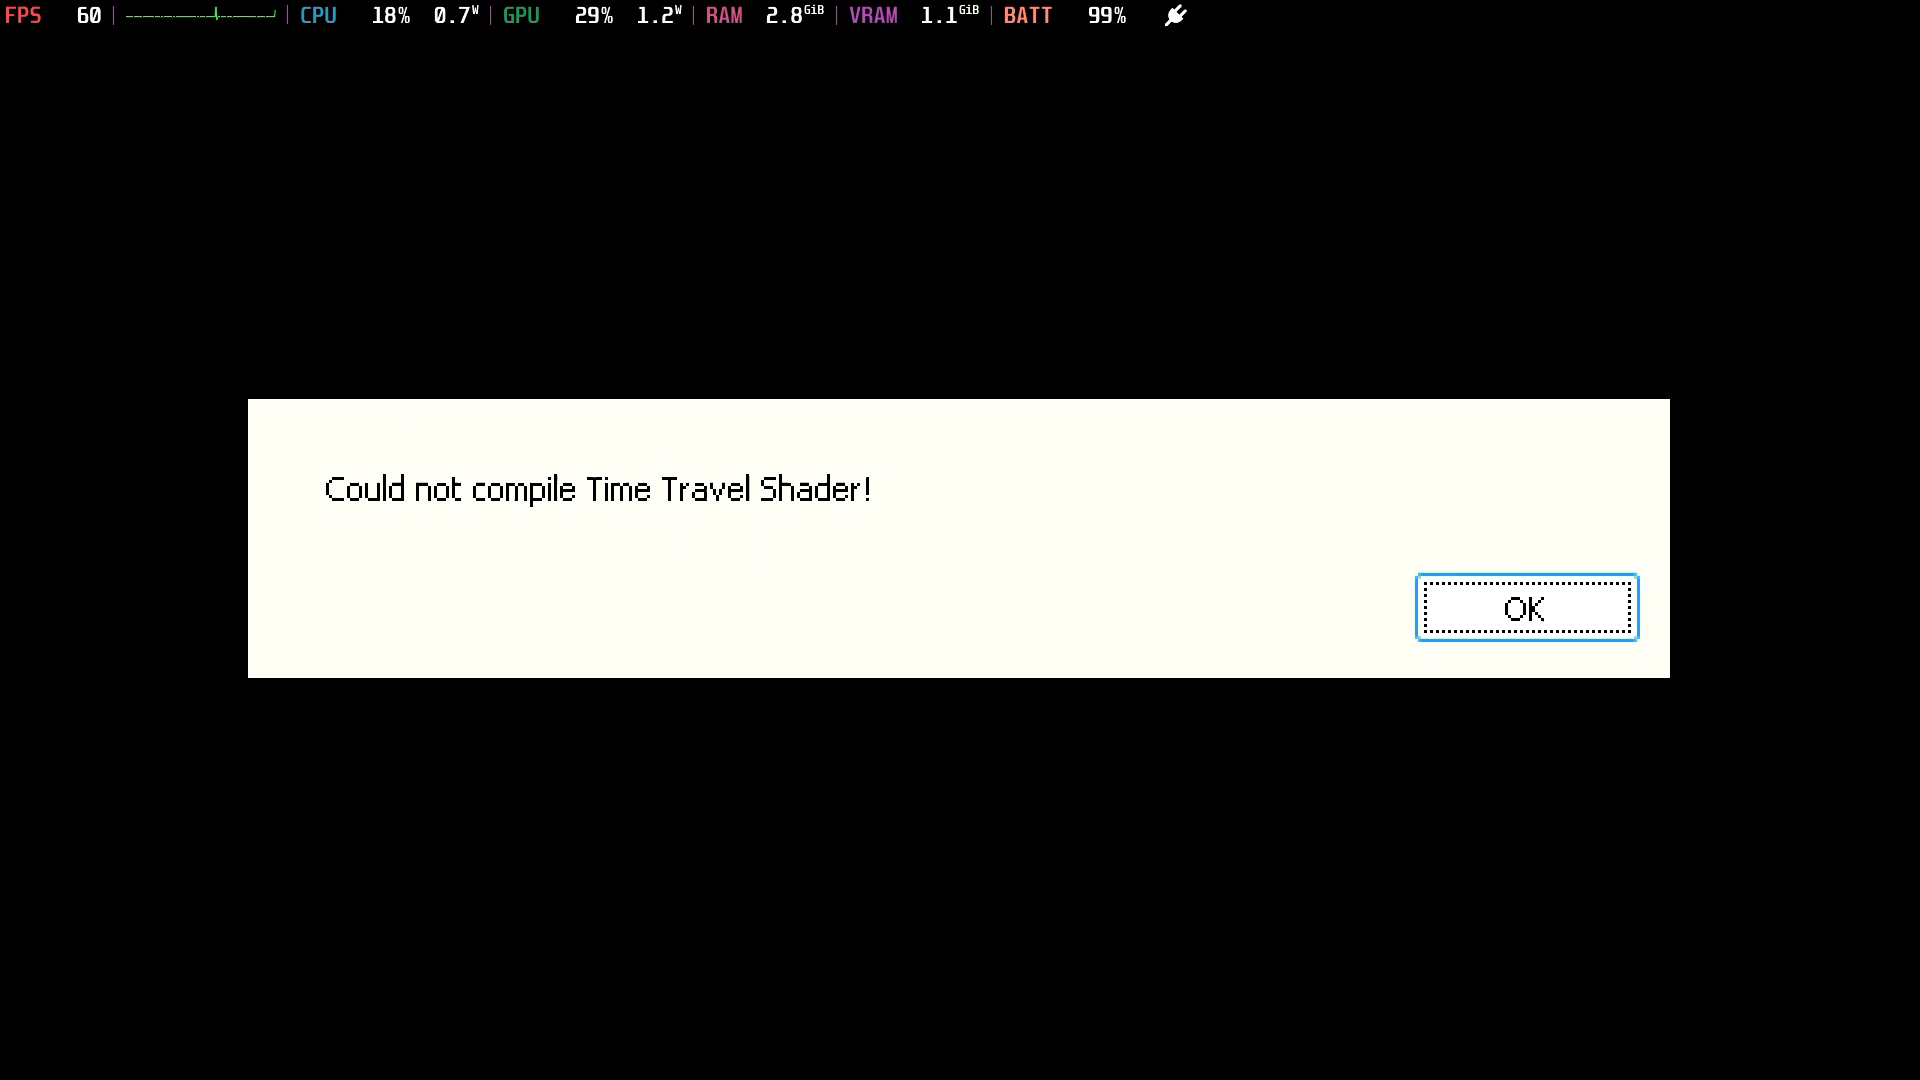 FPS 60 CPU 18% 0.7W GPU 29% 1.2W RAM 2.8GiB VRAM 1.1GiB BATT 99%
Could not compile Time Travel Shader!
OK